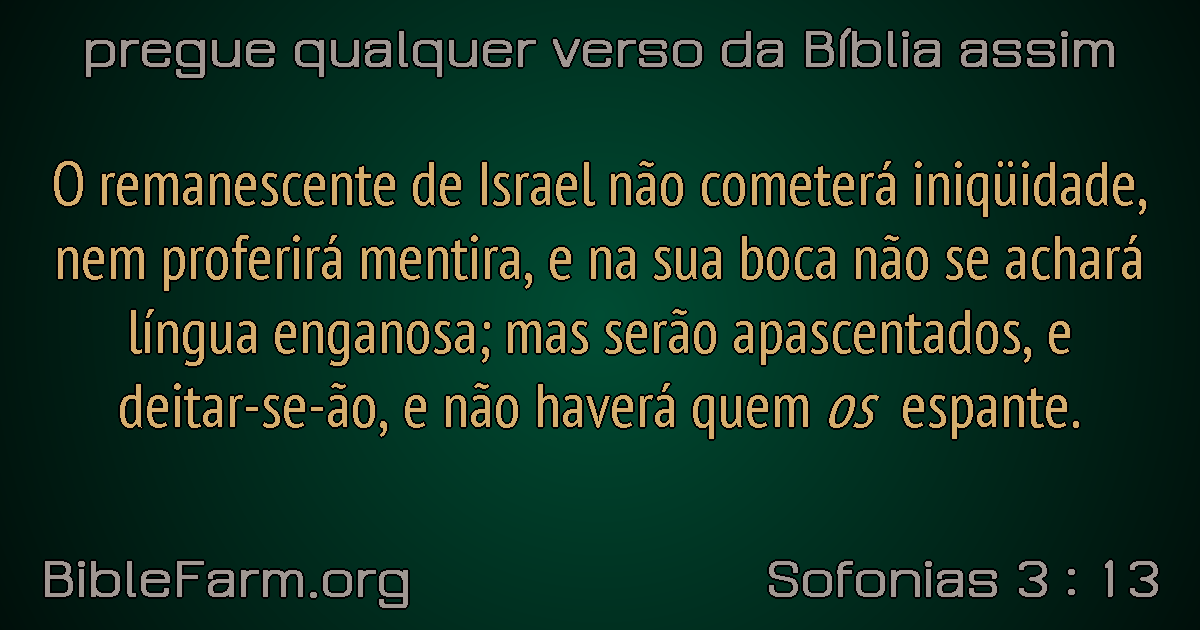 pregue qualquer verso da Bíblia assim
O remanescente de Israel não cometerá iniqüidade,
nem proferirá mentira, e na sua boca não se achará
língua enganosa; mas serão apascentados, e
deitar-se-ão, e não haverá quem os espante.
BibleFarm.org
Sofonias 3 : 13